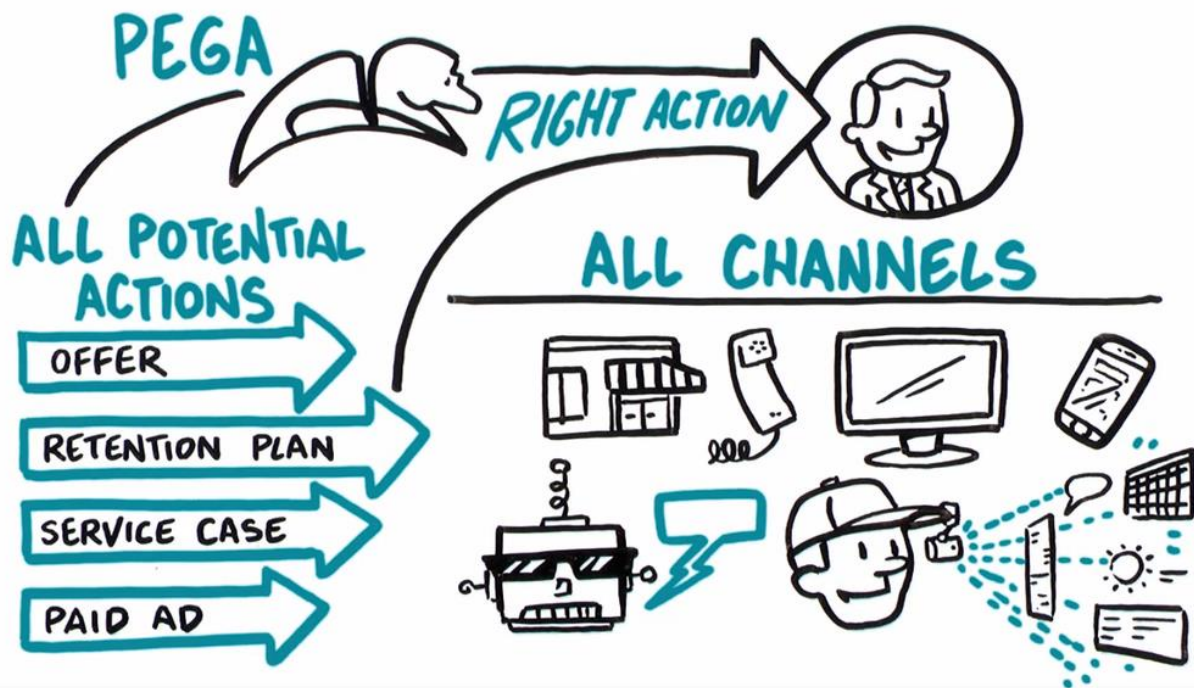 PEGA
RIGHT ACTION
ALL POTENTIAL
ACTIONS
OFFER
RETENTION PLAN
SERVICE CASE
PAID AD
ALL CHANNELS